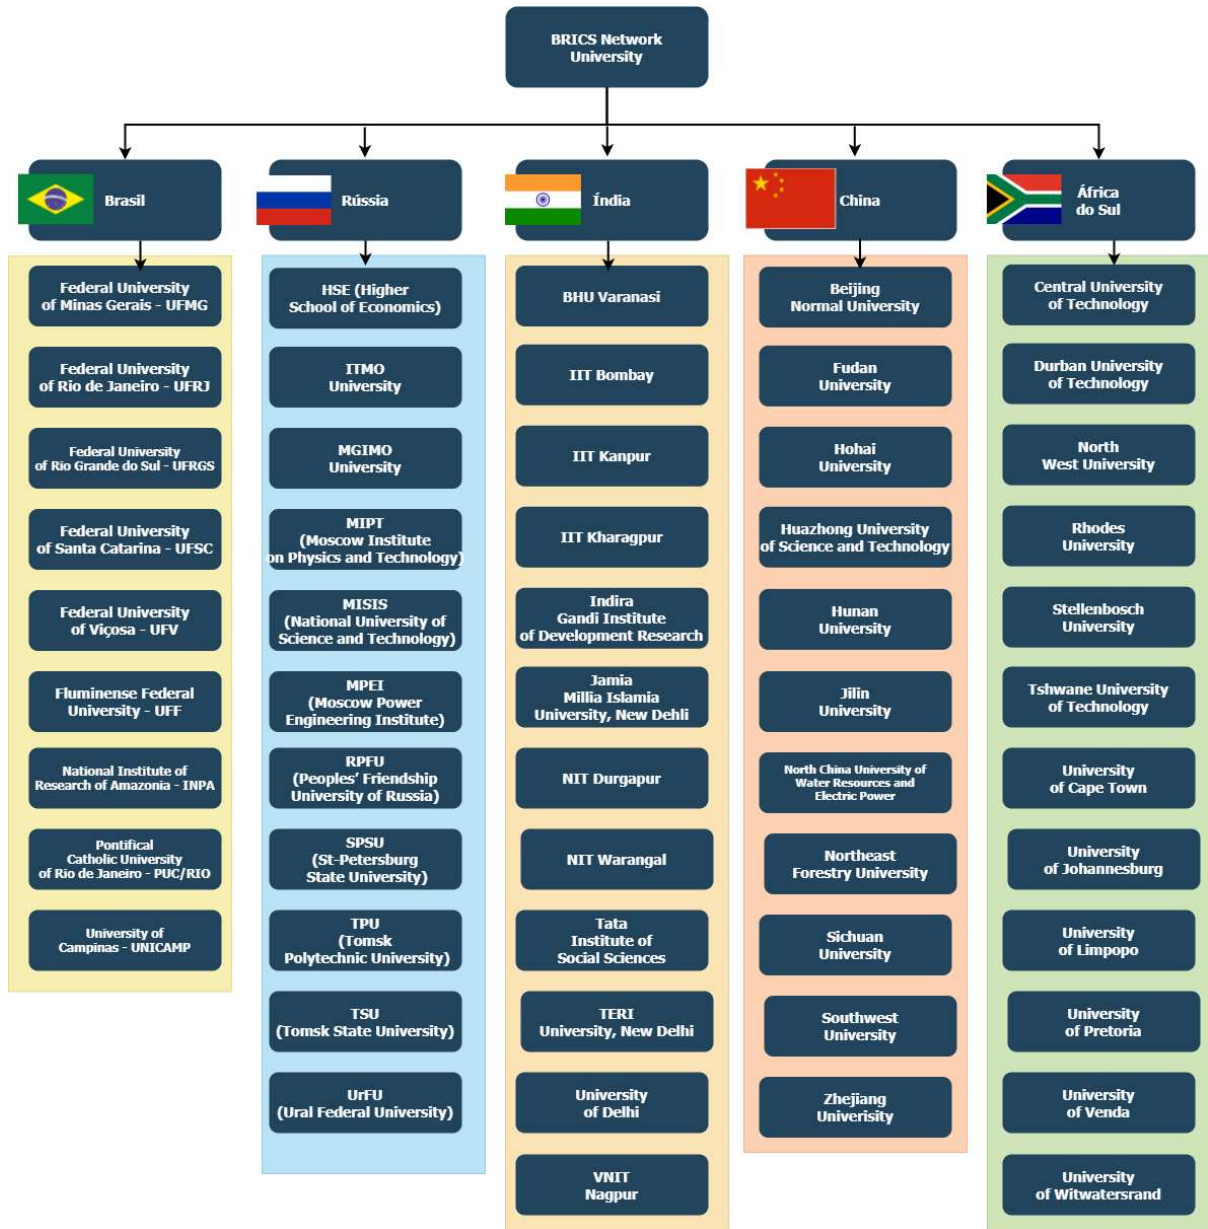 BRICS Network
University
Brasil
Rússia
Índia
China
África
do Sul
Federal University
of Minas Gerais - UFMG
Federal University
of Rio de Janeiro - UFRJ
Federal University
of Rio Grande do Sul - UFRGS
Federal University
of Santa Catarina - UFSC
Federal University
of Viçosa - UFV
Fluminense Federal
University - UFF
National Institute of
Research of Amazonia - INPA
Pontifical
Catholic University
of Rio de Janeiro - PUC/RIO
University of
Campinas - UNICAMP
HSE (Higher
School of Economics)
ITMO
University
MGIMO
University
MIPT
(Moscow Institute
on Physics and Technology)
MISIS
(National University of
Science and Technology)
MPEI
(Moscow Power
Engineering Institute)
RPFU
(Peoples' Friendship
University of Russia)
SPSU
(St-Petersburg
State University)
TPU
(Tomsk
Polytechnic University)
TSU
(Tomsk State University)
UrFU
(Ural Federal University)
BHU Varanasi
IIT Bombay
IIT Kanpur
IIT Kharagpur
Indira
Gandi Institute
of Development Research
Jamia
Millia Islamia
University, New Dehli
NIT Durgapur
NIT Warangal
Tata
Institute of
Social Sciences
TERI
University, New Delhi
University
of Delhi
VNIT
Nagpur
Beijing
Normal University
Fudan
University
Hohai
University
Huazhong University
of Science and Technology
Hunan
University
Jilin
University
North China University of
Water Resources and
Electric Power
Northeast
Forestry University
Sichuan
University
Southwest
University
Zhejiang
Univerisity
Central University
of Technology
Durban University
of Technology
North
West University
Rhodes
University
Stellenbosch
University
Tshwane University
of Technology
University
of Cape Town
University
of Johannesburg
University
of Limpopo
University
of Pretoria
University
of Venda
University
of Witwatersrand